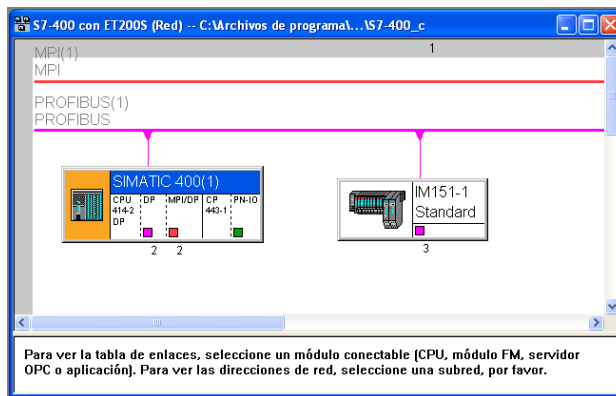 S7-400 con ET200S (Red) -- C:\Archivos de programa\...\S7-400_c
1
MPI(1)
MPI
PROFIBUS(1)
PROFIBUS
SIMATIC 400(1)
CPU 414-2 DP
DP
MPI/DP
CP 443-1
PN-IO
2
2
IM151-1
Standard
3
Para ver la tabla de enlaces, seleccione un módulo conectable (CPU, módulo FM, servidor
OPC o aplicación). Para ver las direcciones de red, seleccione una subred, por favor.